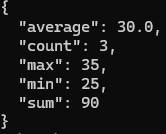 {
  "average": 30.0,
  "count": 3,
  "max": 35,
  "min": 25,
  "sum": 90
}